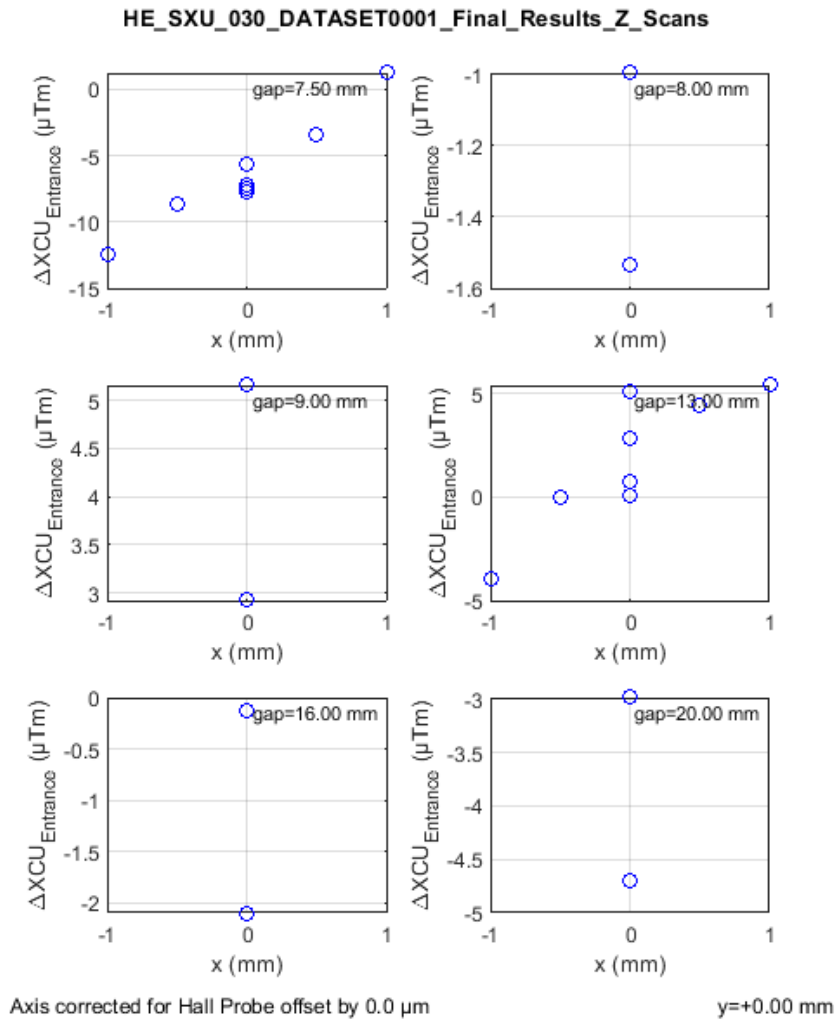 HE_SXU_030_DATASET0001_Final_Results_Z_Scans
gap=7.50 mm
ΔXCU_Entrance (µTm)
0
-5
-10
-15
-1
0
1
x (mm)
gap=8.00 mm
ΔXCU_Entrance (µTm)
-1
-1.2
-1.4
-1.6
-1
0
1
x (mm)
gap=9.00 mm
ΔXCU_Entrance (µTm)
5
4.5
4
3.5
3
-1
0
1
x (mm)
gap=13.00 mm
ΔXCU_Entrance (µTm)
5
0
-5
-1
0
1
x (mm)
gap=16.00 mm
ΔXCU_Entrance (µTm)
0
-0.5
-1
-1.5
-2
-1
0
1
x (mm)
gap=20.00 mm
ΔXCU_Entrance (µTm)
-3
-3.5
-4
-4.5
-5
-1
0
1
x (mm)
Axis corrected for Hall Probe offset by 0.0 µm
y=+0.00 mm